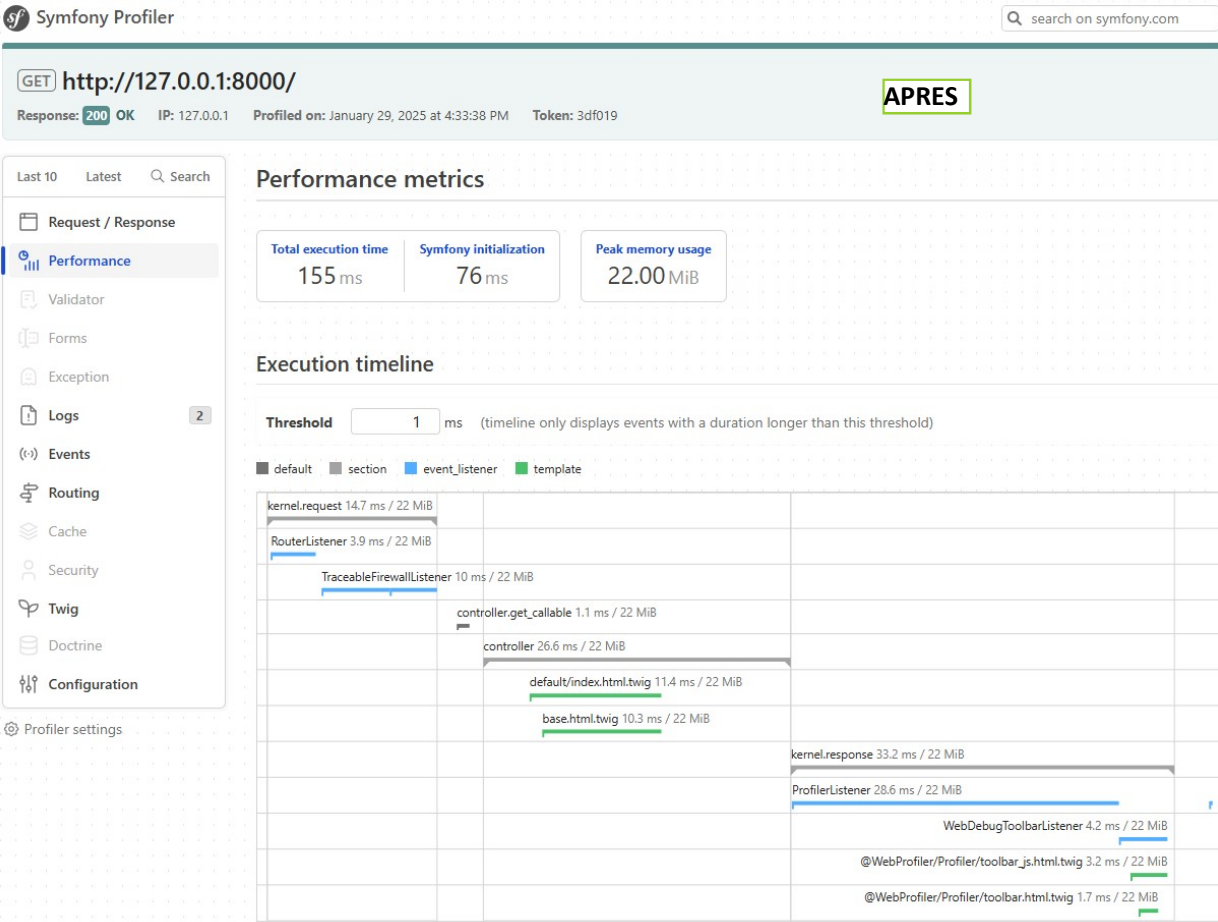 Symfony Profiler
search on symfony.com
GET http://127.0.0.1:8000/
APRES
Response: 200 OK IP: 127.0.0.1 Profiled on: January 29, 2025 at 4:33:38 PM Token: 3df019
Last 10 Latest Search
Request / Response
Performance
Validator
Forms
Exception
Logs 2
Events
Routing
Cache
Security
Twig
Doctrine
Configuration
Profiler settings
Performance metrics
Total execution time Symfony initialization Peak memory usage
155 ms 76 ms 22.00 MiB
Execution timeline
Threshold 1 ms (timeline only displays events with a duration longer than this threshold)
default section event_listener template
kernel.request 14.7 ms / 22 MiB
RouterListener 3.9 ms / 22 MiB
TraceableFirewallListener 10 ms / 22 MiB
controller.get_callable 1.1 ms / 22 MiB
controller 26.6 ms / 22 MiB
default/index.html.twig 11.4 ms / 22 MiB
base.html.twig 10.3 ms / 22 MiB
kernel.response 33.2 ms / 22 MiB
ProfilerListener 28.6 ms / 22 MiB
WebDebugToolbarListener 4.2 ms / 22 MiB
@WebProfiler/Profiler/toolbar_js.html.twig 3.2 ms / 22 MiB
@WebProfiler/Profiler/toolbar.html.twig 1.7 ms / 22 MiB